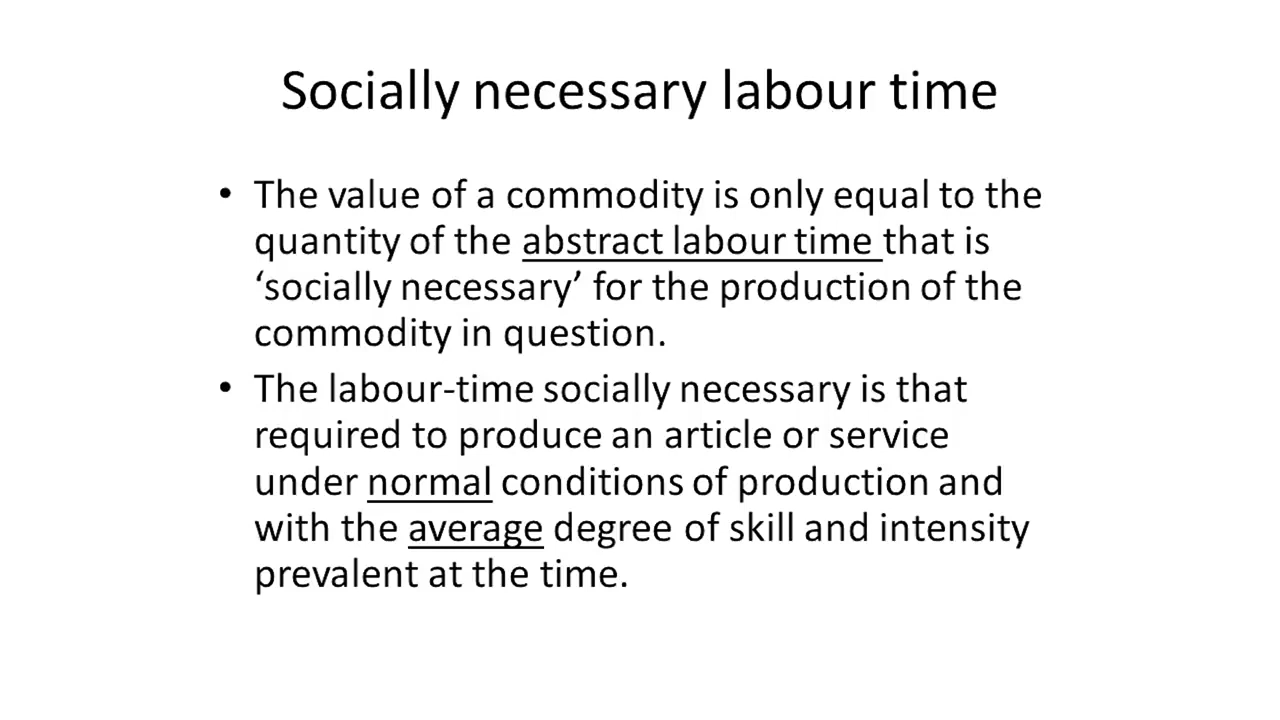 Socially necessary labour time
• The value of a commodity is only equal to the
quantity of the abstract labour time that is
‘socially necessary’ for the production of the
commodity in question.
• The labour-time socially necessary is that
required to produce an article or service
under normal conditions of production and
with the average degree of skill and intensity
prevalent at the time.